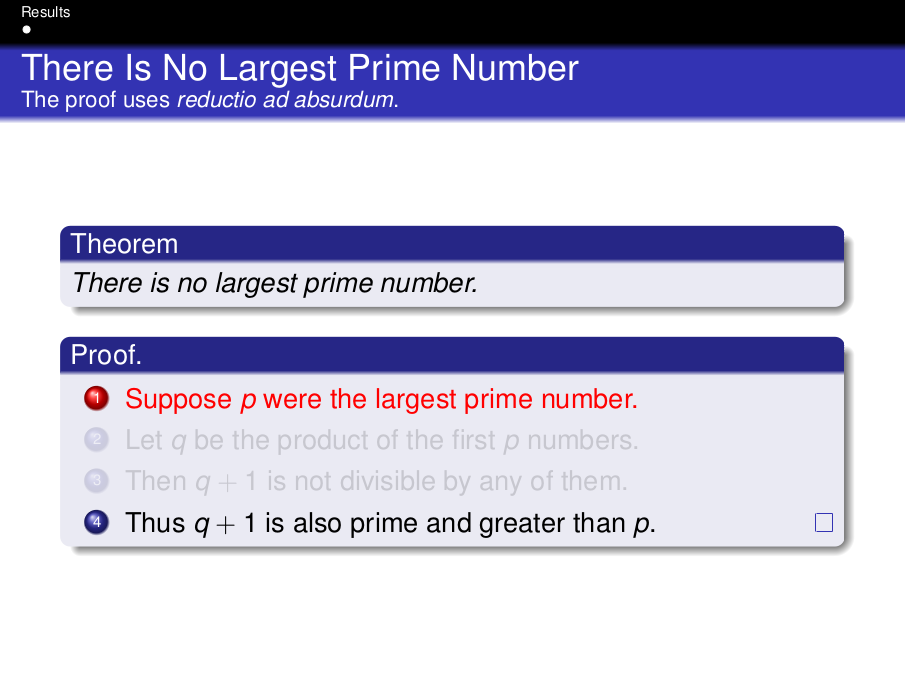 Results
There Is No Largest Prime Number
The proof uses reductio ad absurdum.
Theorem
There is no largest prime number.
Proof.
1 Suppose p were the largest prime number.
2 Let q be the product of the first p numbers.
3 Then q + 1 is not divisible by any of them.
4 Thus q + 1 is also prime and greater than p. □